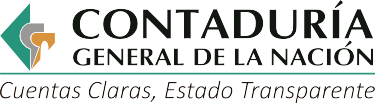 CONTADURÍA
GENERAL DE LA NACIÓN
Cuentas Claras, Estado Transparente